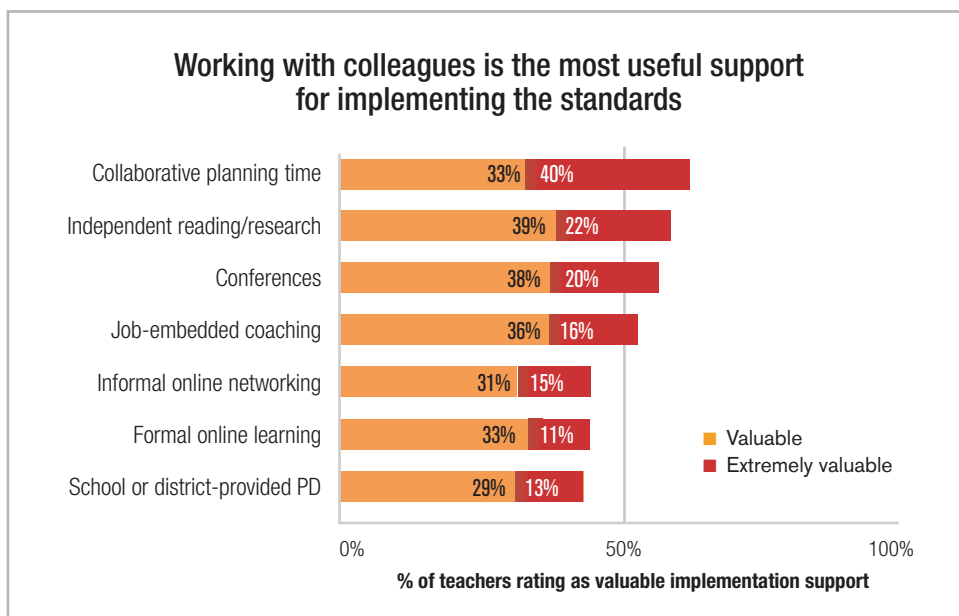 Working with colleagues is the most useful support
for implementing the standards
Collaborative planning time 33% 40%
Independent reading/research 39% 22%
Conferences 38% 20%
Job-embedded coaching 36% 16%
Informal online networking 31% 15%
Formal online learning 33% 11%
School or district-provided PD 29% 13%
Valuable
Extremely valuable
0% 50% 100%
% of teachers rating as valuable implementation support